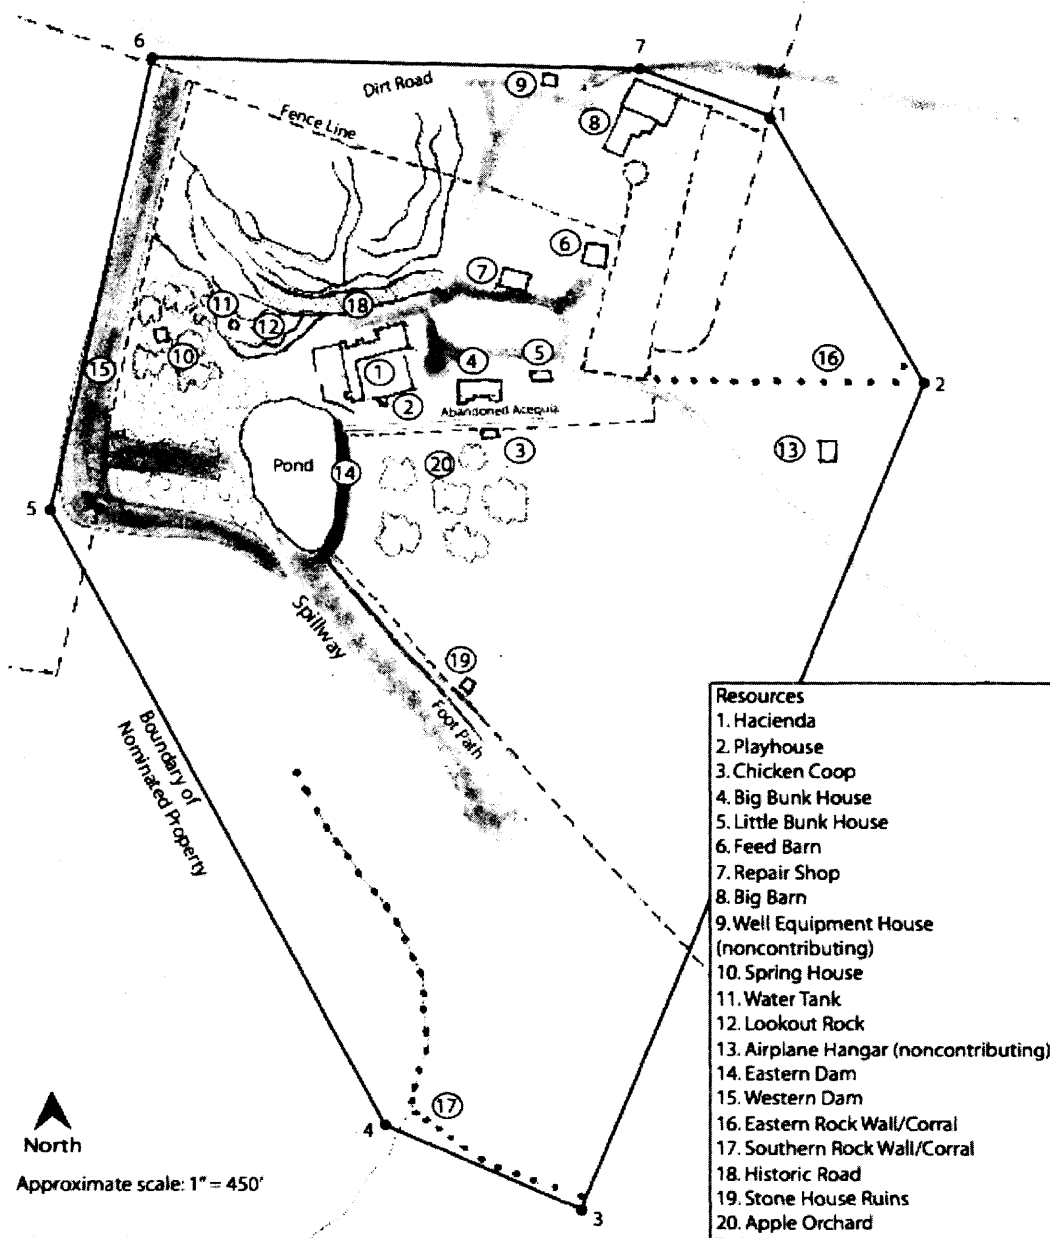 6
7
9
Dirt Road
8
1
Fence Line
6
7
11
12
18
10
15
1
4
5
16
2
2
Abandoned Acequia
3
13
Pond
14
20
5
Spillway
19
Foot Path
Boundary of
Nominated Property
17
4
3
North
Approximate scale: 1" = 450'
Resources
1. Hacienda
2. Playhouse
3. Chicken Coop
4. Big Bunk House
5. Little Bunk House
6. Feed Barn
7. Repair Shop
8. Big Barn
9. Well Equipment House
(noncontributing)
10. Spring House
11. Water Tank
12. Lookout Rock
13. Airplane Hangar (noncontributing)
14. Eastern Dam
15. Western Dam
16. Eastern Rock Wall/Corral
17. Southern Rock Wall/Corral
18. Historic Road
19. Stone House Ruins
20. Apple Orchard